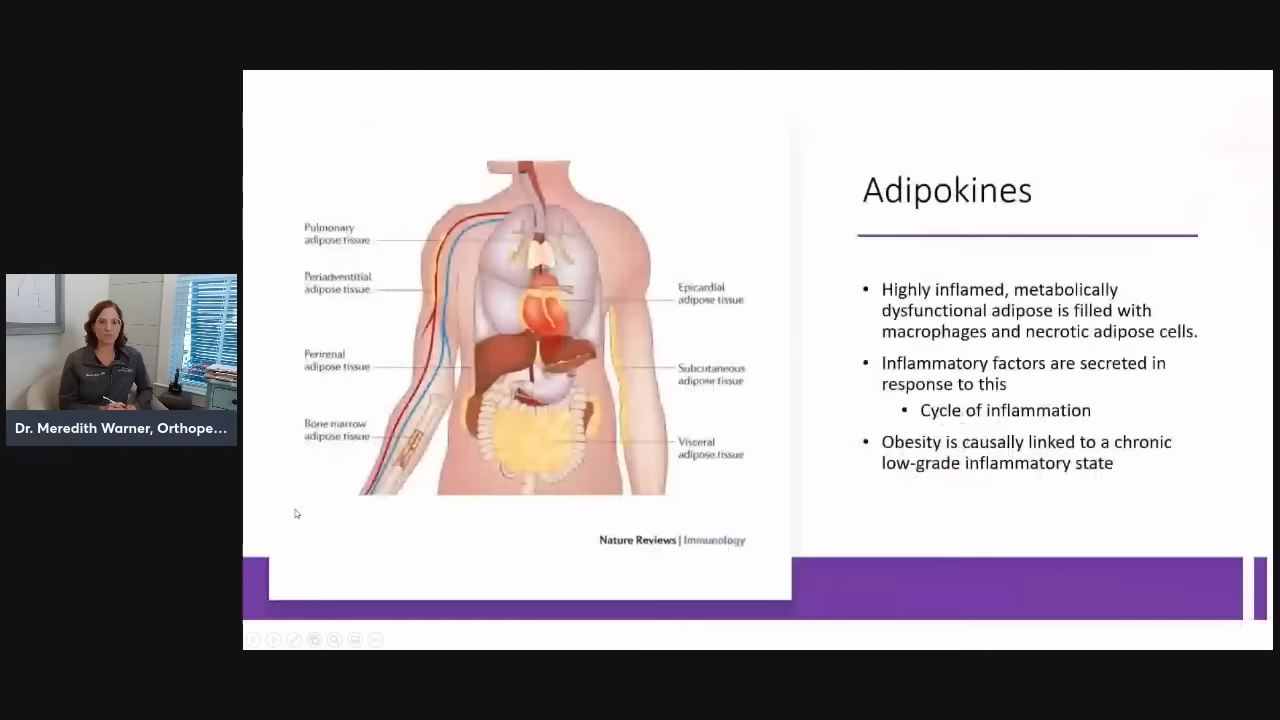 Adipokines
Pulmonary
adipose tissue
Periadventitial
adipose tissue
Perirenal
adipose tissue
Bone marrow
adipose tissue
Epicardial
adipose tissue
Subcutaneous
adipose tissue
Visceral
adipose tissue
Nature Reviews | Immunology
• Highly inflamed, metabolically
dysfunctional adipose is filled with
macrophages and necrotic adipose cells.
• Inflammatory factors are secreted in
response to this
• Cycle of inflammation
• Obesity is causally linked to a chronic
low-grade inflammatory state
Dr. Meredith Warner, Orthope...